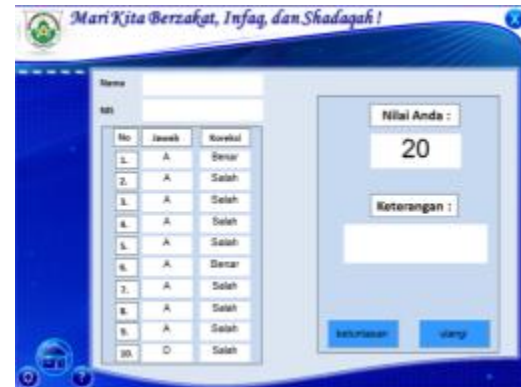 Mari Kita Berzakat, Infaq, dan Shadaqah !
Nama
NIS
No Jawab Koreksi
1. A Benar
2. A Salah
3. A Salah
4. A Salah
5. A Salah
6. A Benar
7. A Salah
8. A Salah
9. A Salah
10. D Salah
Nilai Anda :
20
Keterangan :
ketuntasan ulangi